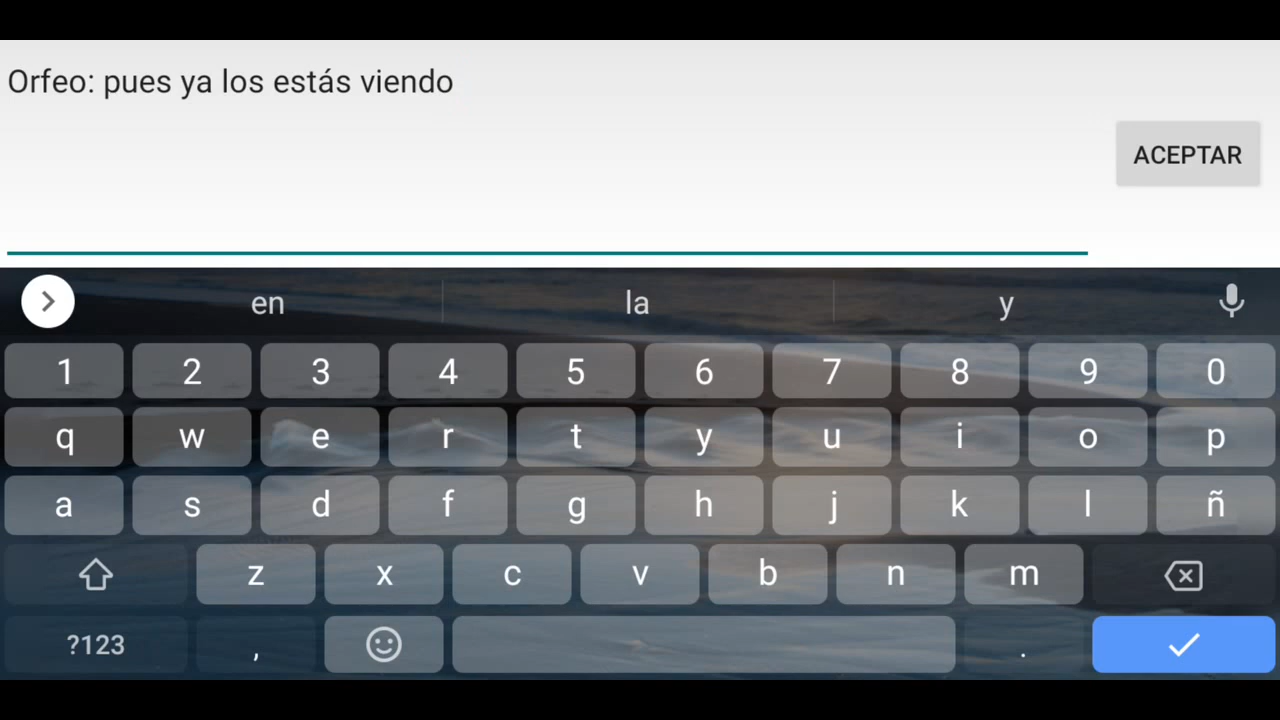 Orfeo: pues ya los estás viendo
ACEPTAR
en la y
1 2 3 4 5 6 7 8 9 0
q w e r t y u i o p
a s d f g h j k l ñ
z x c v b n m
?123 , .